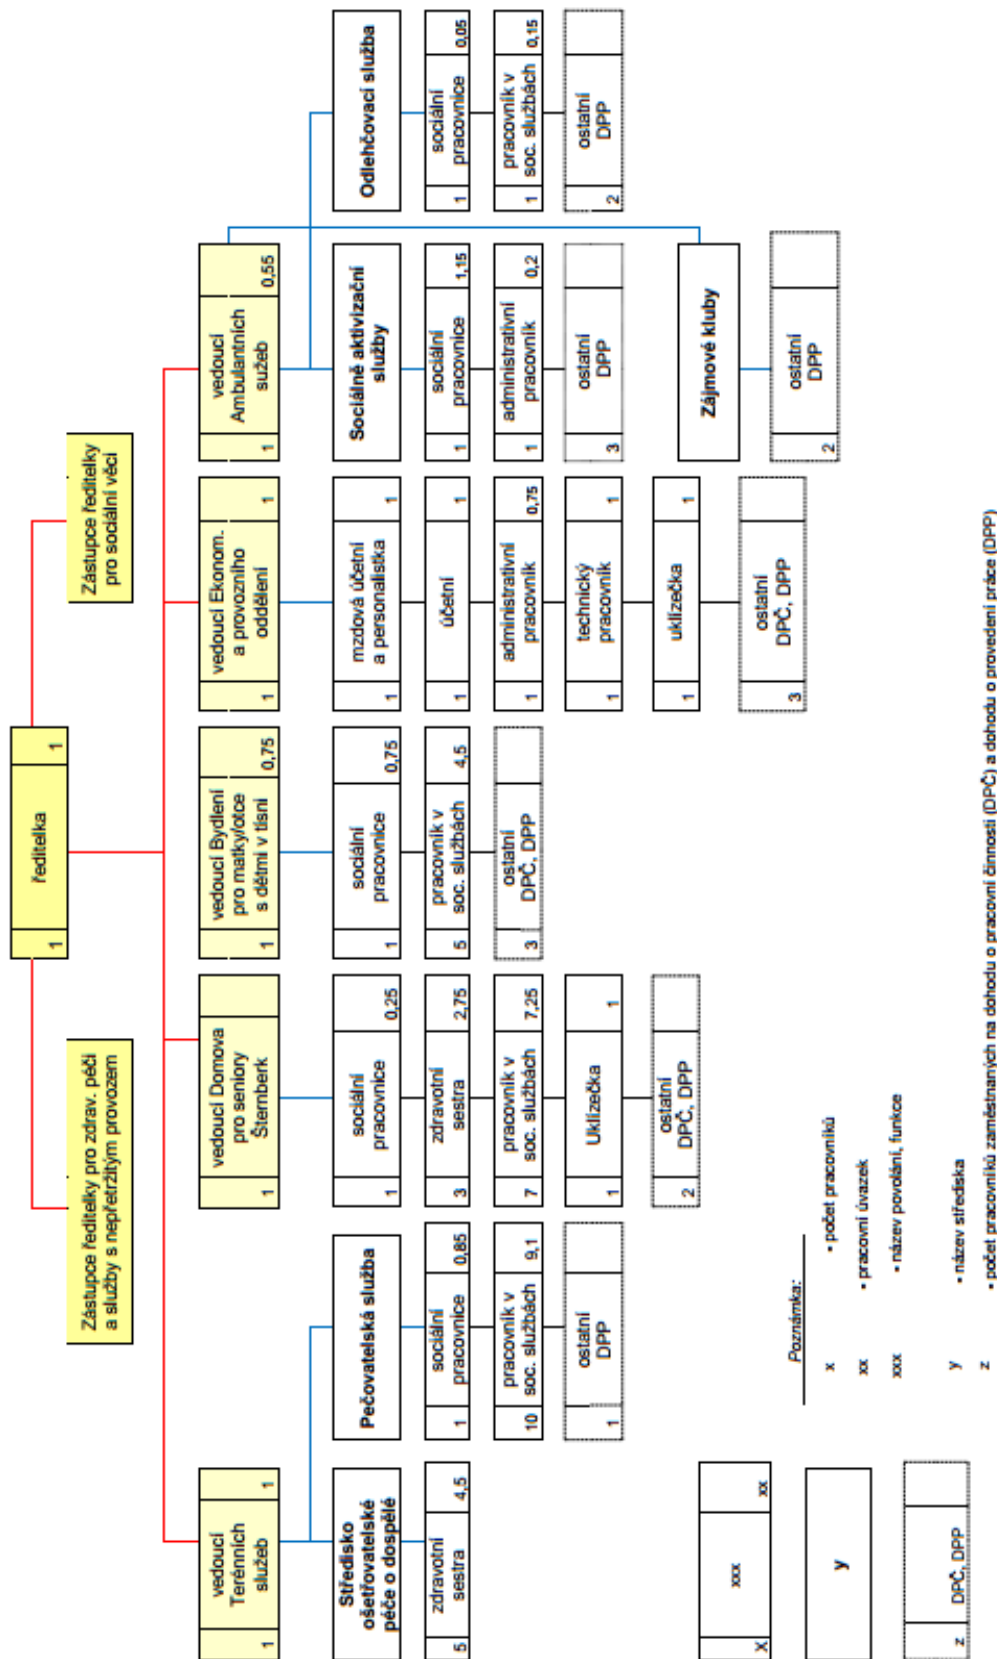 1 ředitelka 1
Zástupce ředitelky pro zdrav. péči
a služby s nepřetržitým provozem
Zástupce ředitelky
pro sociální věci
vedoucí
Terénních
služeb
1 1
vedoucí Domova
pro seniory
Šternberk
1
vedoucí Bydlení
pro matky/otce
s dětmi v tísni
1 0,75
vedoucí Ekonom.
a provozního
oddělení
1 1
vedoucí
Ambulantních
sužeb
1 0,55
Středisko
ošetřovatelské
péče o dospělé
zdravotní
sestra
5 4,5
Pečovatelská služba
sociální
pracovnice
1 0,85
pracovník v
soc. službách
10 9,1
ostatní
DPP
1
sociální
pracovnice
1 0,25
zdravotní
sestra
3 2,75
pracovník v
soc. službách
7 7,25
Uklízečka
1 1
ostatní
DPČ, DPP
2
sociální
pracovnice
1 0,75
pracovník v
soc. službách
5 4,5
ostatní
DPČ, DPP
3
mzdová účetní
a personalistka
1 1
účetní
1 1
administrativní
pracovník
1 0,75
technický
pracovník
1 1
uklízečka
1 1
ostatní
DPČ, DPP
3
Sociálně aktivizační
služby
sociální
pracovnice
1 1,15
administrativní
pracovník
1 0,2
ostatní
DPP
3
Zájmové kluby
ostatní
DPP
2
Odlehčovací služba
sociální
pracovnice
1 0,05
pracovník v
soc. službách
1 0,15
ostatní
DPP
2
X xxx xx
y
z DPČ, DPP
Poznámka:
x • počet pracovníků
xx • pracovní úvazek
xxx • název povolání, funkce
y • název střediska
z • počet pracovníků zaměstnaných na dohodu o pracovní činnosti (DPČ) a dohodu o provedení práce (DPP)